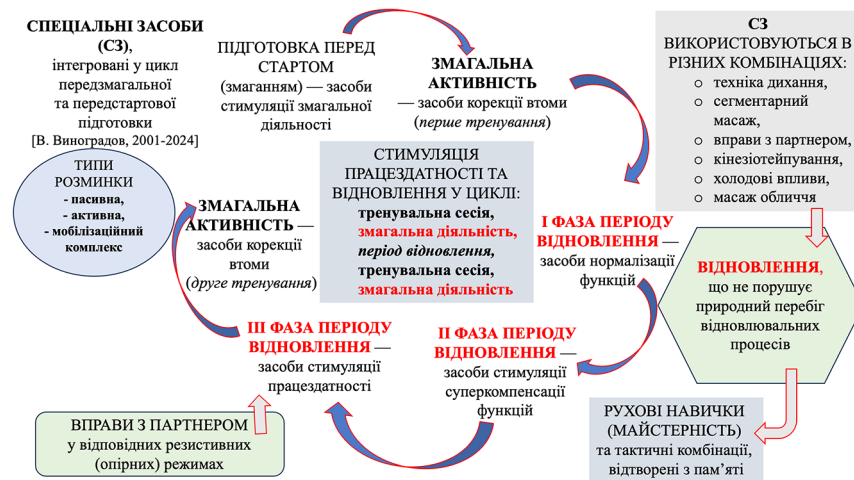 СПЕЦІАЛЬНІ ЗАСОБИ
(СЗ),
інтегровані у цикл
передзмагальної
та передстартової
підготовки
[В. Виноградов, 2001-2024]
ТИПИ
РОЗМИНКИ
- пасивна,
- активна,
- мобілізаційний
комплекс
ПІДГОТОВКА ПЕРЕД
СТАРТОМ
(змаганням) — засоби
стимуляції змагальної
діяльності
ЗМАГАЛЬНА
АКТИВНІСТЬ
— засоби корекції втоми
(перше тренування)
СЗ
ВИКОРИСТОВУЮТЬСЯ В
РІЗНИХ КОМБІНАЦІЯХ:
o техніка дихання,
o сегментарний
масаж,
o вправи з партнером,
o кінезіотейпування,
o холодові впливи,
o масаж обличчя
СТИМУЛЯЦІЯ
ПРАЦЕЗДАТНОСТІ ТА
ВІДНОВЛЕННЯ У ЦИКЛІ:
тренувальна сесія,
змагальна діяльність,
період відновлення,
тренувальна сесія,
змагальна діяльність
ЗМАГАЛЬНА
АКТИВНІСТЬ —
засоби корекції
втоми
(друге тренування)
І ФАЗА ПЕРІОДУ
ВІДНОВЛЕННЯ —
засоби нормалізації
функцій
ВІДНОВЛЕННЯ,
що не порушує
природний перебіг
відновлювальних
процесів
ІІІ ФАЗА ПЕРІОДУ
ВІДНОВЛЕННЯ —
засоби стимуляції
працездатності
ІІ ФАЗА ПЕРІОДУ
ВІДНОВЛЕННЯ —
засоби стимуляції
суперкомпенсації
функцій
ВПРАВИ З ПАРТНЕРОМ
у відповідних резистивних
(опірних) режимах
РУХОВІ НАВИЧКИ
(МАЙСТЕРНІСТЬ)
та тактичні комбінації,
відтворені з пам’яті